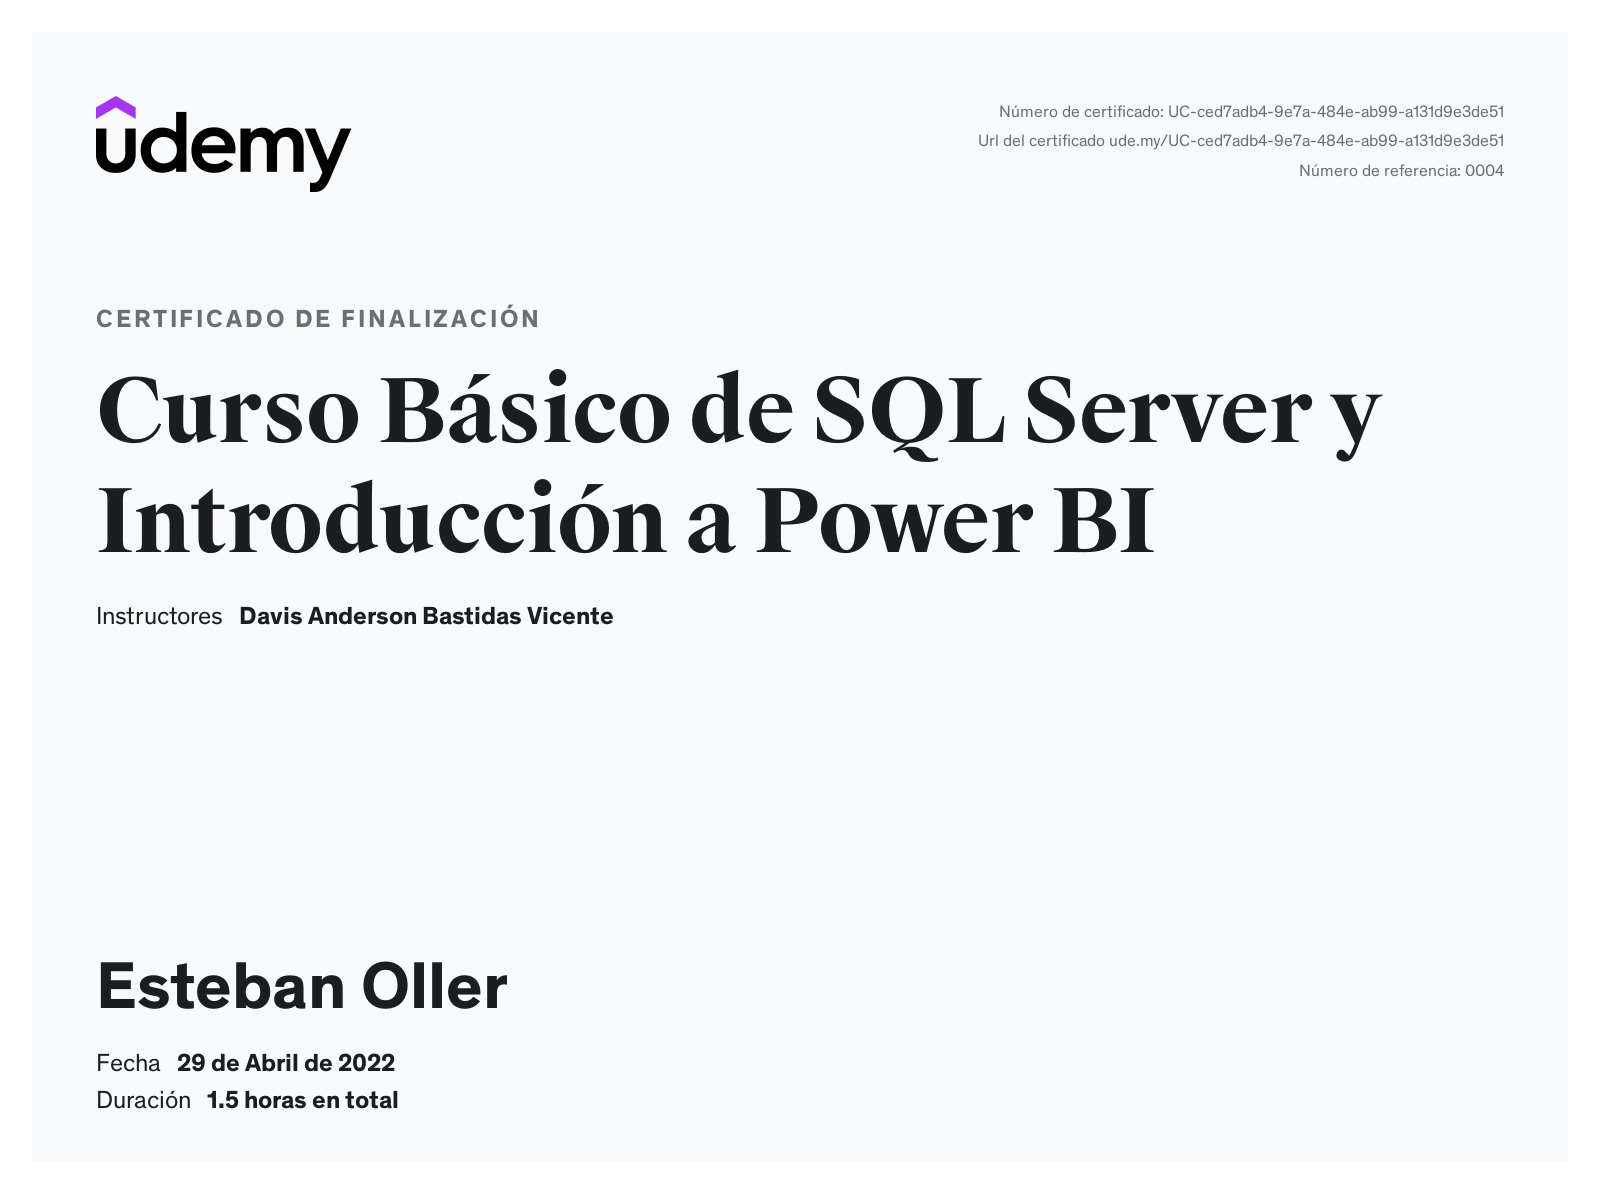 udemy
Número de certificado: UC-ced7adb4-9e7a-484e-ab99-a131d9e3de51
Url del certificado ude.my/UC-ced7adb4-9e7a-484e-ab99-a131d9e3de51
Número de referencia: 0004
CERTIFICADO DE FINALIZACIÓN
Curso Básico de SQL Server y
Introducción a Power BI
Instructores Davis Anderson Bastidas Vicente
Esteban Oller
Fecha 29 de Abril de 2022
Duración 1.5 horas en total